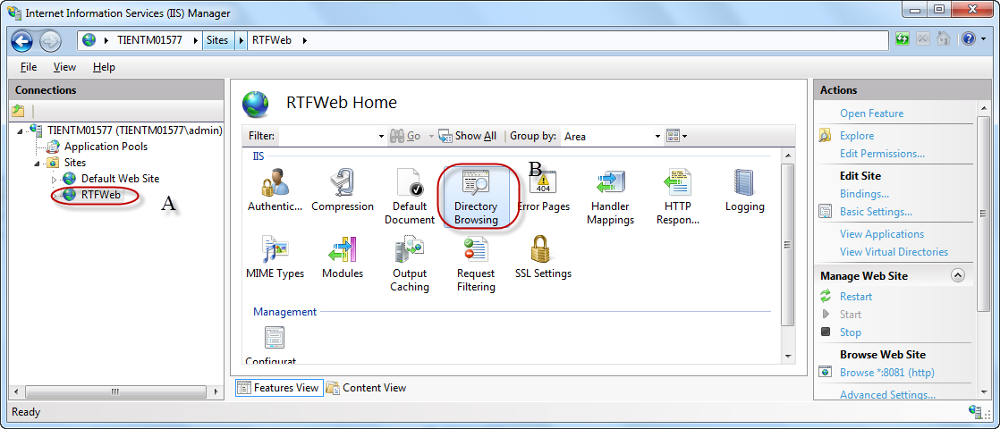 Internet Information Services (IIS) Manager
TIENTM01577 Sites RTFWeb
File View Help
Connections
TIENTM01577 (TIENTM01577\admin)
Application Pools
Sites
Default Web Site
RTFWeb
A
RTFWeb Home
Filter: Go Show All Group by: Area
IIS
B
Authentic... Compression Default Document Directory Browsing Error Pages Handler Mappings HTTP Respon... Logging
404
MIME Types Modules Output Caching Request Filtering SSL Settings
Management
Configurat...
Features View Content View
Actions
Open Feature
Explore
Edit Permissions...
Edit Site
Bindings...
Basic Settings...
View Applications
View Virtual Directories
Manage Web Site
Restart
Start
Stop
Browse Web Site
Browse *:8081 (http)
Advanced Settings...
Ready